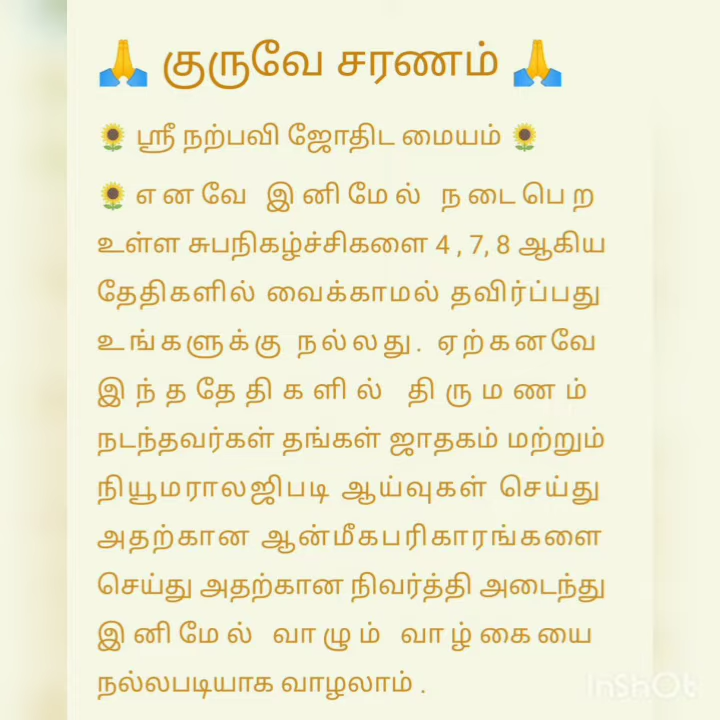 🙏 குருவே சரணம் 🙏
🌻 ஸ்ரீ நற்பவி ஜோதிட மையம் 🌻
🌻 எனவே இனிமேல் நடைபெற
உள்ள சுபநிகழ்ச்சிகளை 4 , 7, 8 ஆகிய
தேதிகளில் வைக்காமல் தவிர்ப்பது
உங்களுக்கு நல்லது. ஏற்கனவே
இந்த தேதிகளில் திருமணம்
நடந்தவர்கள் தங்கள் ஜாதகம் மற்றும்
நியூமராலஜிபடி ஆய்வுகள் செய்து
அதற்கான ஆன்மீகபரிகாரங்களை
செய்து அதற்கான நிவர்த்தி அடைந்து
இனிமேல் வாழும் வாழ்கையை
நல்லபடியாக வாழலாம் .
InShOt